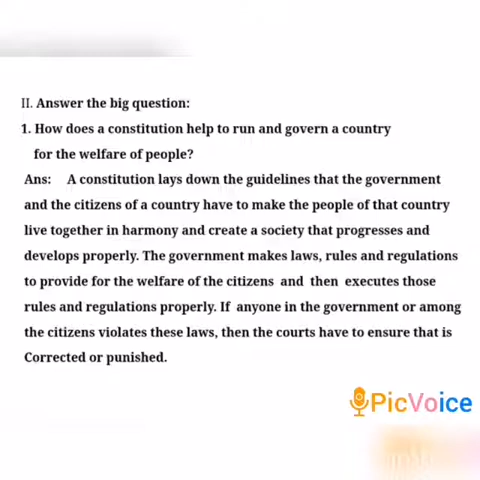 II. Answer the big question:
1. How does a constitution help to run and govern a country
for the welfare of people?
Ans: A constitution lays down the guidelines that the government
and the citizens of a country have to make the people of that country
live together in harmony and create a society that progresses and
develops properly. The government makes laws, rules and regulations
to provide for the welfare of the citizens and then executes those
rules and regulations properly. If anyone in the government or among
the citizens violates these laws, then the courts have to ensure that is
Corrected or punished.
PicVoice